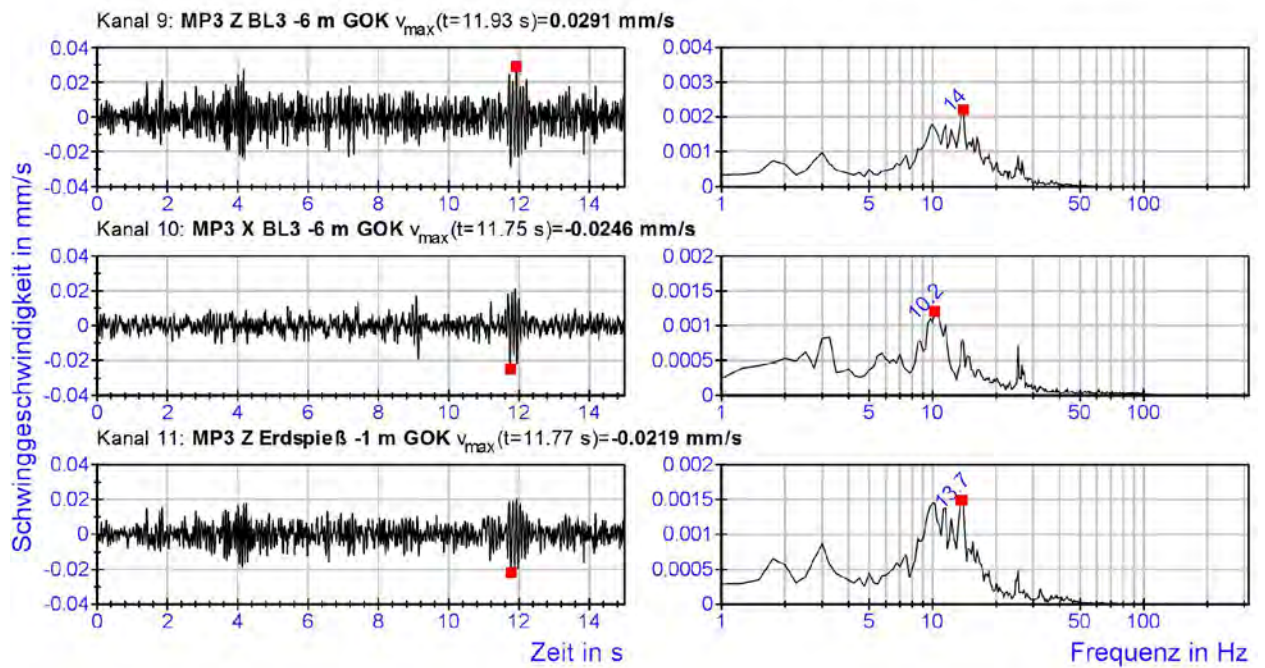 Kanal 9: MP3 Z BL3 -6 m GOK vmax(t=11.93 s)=0.0291 mm/s
0.04
0.02
0
-0.02
-0.04
0 2 4 6 8 10 12 14
0.004
0.003
0.002
0.001
0
14
1 5 10 50 100
Kanal 10: MP3 X BL3 -6 m GOK vmax(t=11.75 s)=-0.0246 mm/s
0.04
0.02
0
-0.02
-0.04
0 2 4 6 8 10 12 14
0.002
0.0015
0.001
0.0005
0
10.2
1 5 10 50 100
Kanal 11: MP3 Z Erdspieß -1 m GOK vmax(t=11.77 s)=-0.0219 mm/s
0.04
0.02
0
-0.02
-0.04
0 2 4 6 8 10 12 14
0.002
0.0015
0.001
0.0005
0
13.7
1 5 10 50 100
Schwinggeschwindigkeit in mm/s
Zeit in s
Frequenz in Hz